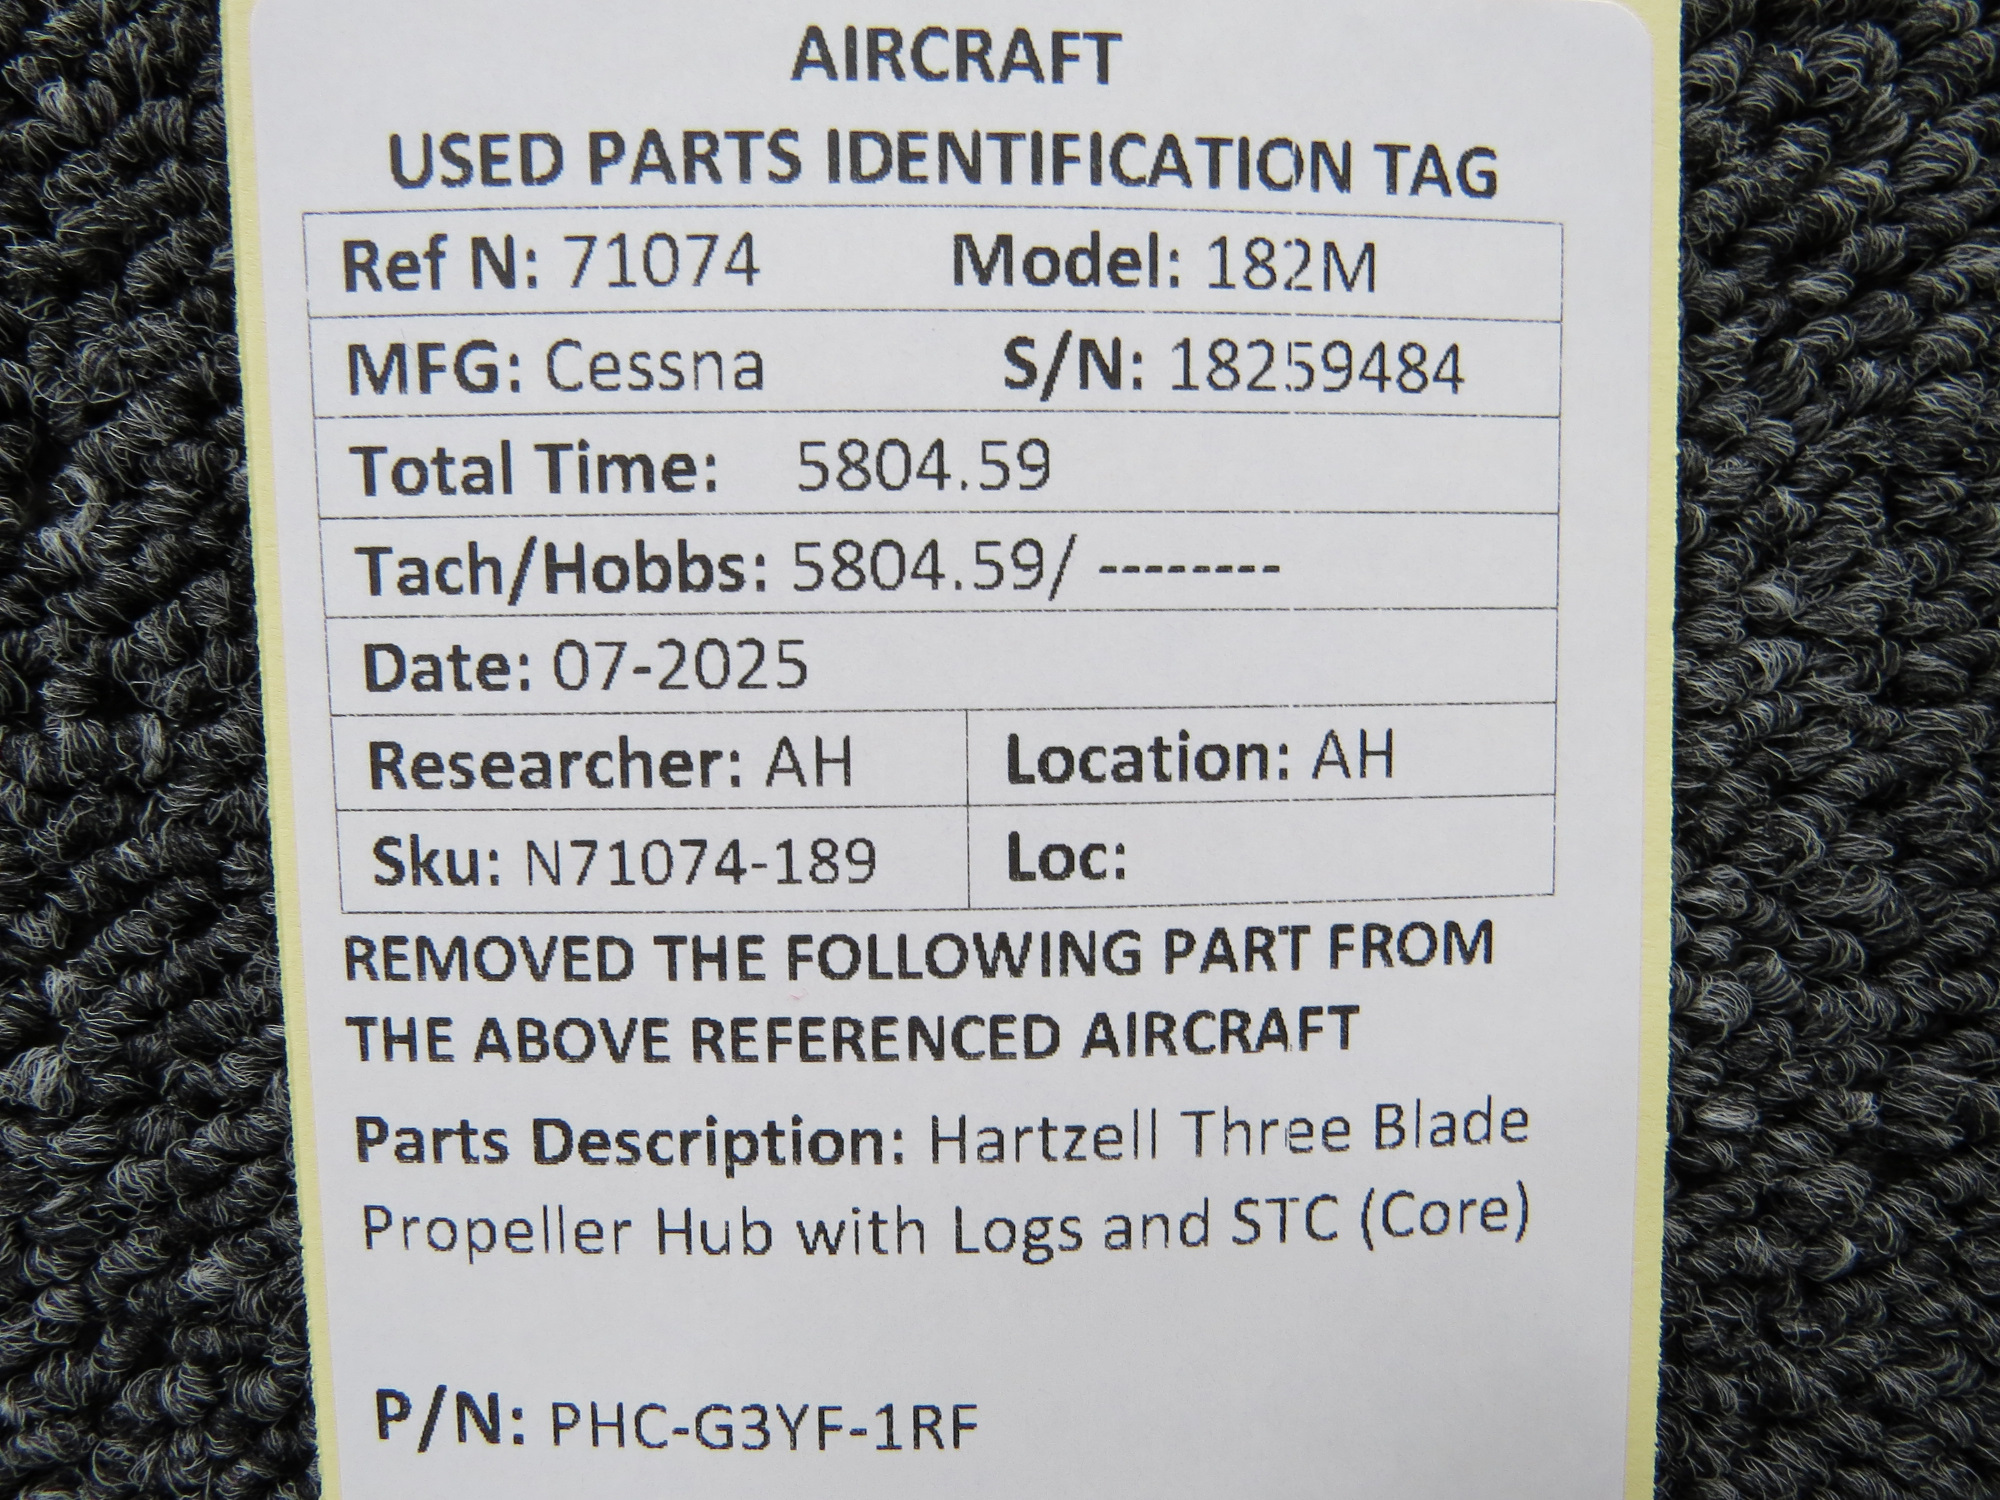 AIRCRAFT
USED PARTS IDENTIFICATION TAG
Ref N: 71074 Model: 182M
MFG: Cessna S/N: 18259484
Total Time: 5804.59
Tach/Hobbs: 5804.59/ --------
Date: 07-2025
Researcher: AH Location: AH
Sku: N71074-189 Loc:
REMOVED THE FOLLOWING PART FROM
THE ABOVE REFERENCED AIRCRAFT
Parts Description: Hartzell Three Blade
Propeller Hub with Logs and STC (Core)
P/N: PHC-G3YF-1RF